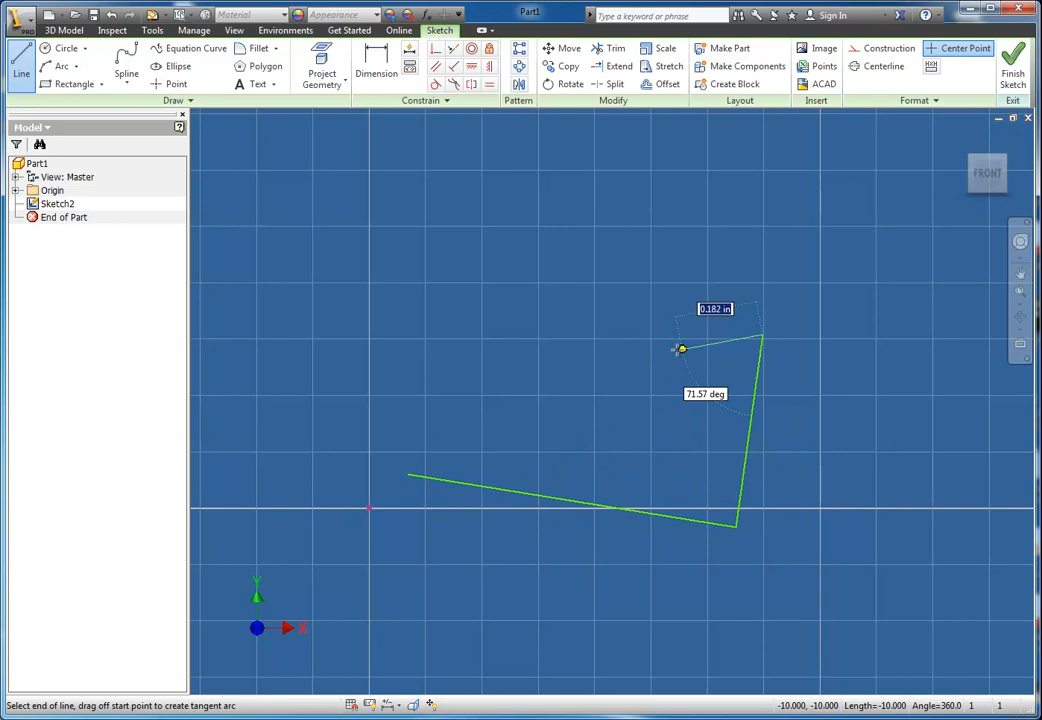 PRO
Material
Appearance
Part1
Type a keyword or phrase
Sign In
3D Model Inspect Tools Manage View Environments Get Started Online Sketch
Line
Circle
Arc
Rectangle
Spline
Equation Curve
Ellipse
Point
Fillet
Polygon
Text
Project Geometry
Dimension
Move
Copy
Rotate
Trim
Extend
Split
Scale
Stretch
Offset
Make Part
Make Components
Create Block
Image
Points
ACAD
Construction
Centerline
Center Point
Finish Sketch
Draw
Constrain
Pattern
Modify
Layout
Insert
Format
Exit
Model
Part1
View: Master
Origin
Sketch2
End of Part
FRONT
0.182 in
71.57 deg
Y
X
Select end of line, drag off start point to create tangent arc
-10.000, -10.000 Length=-10.000 Angle=360.0 1 1